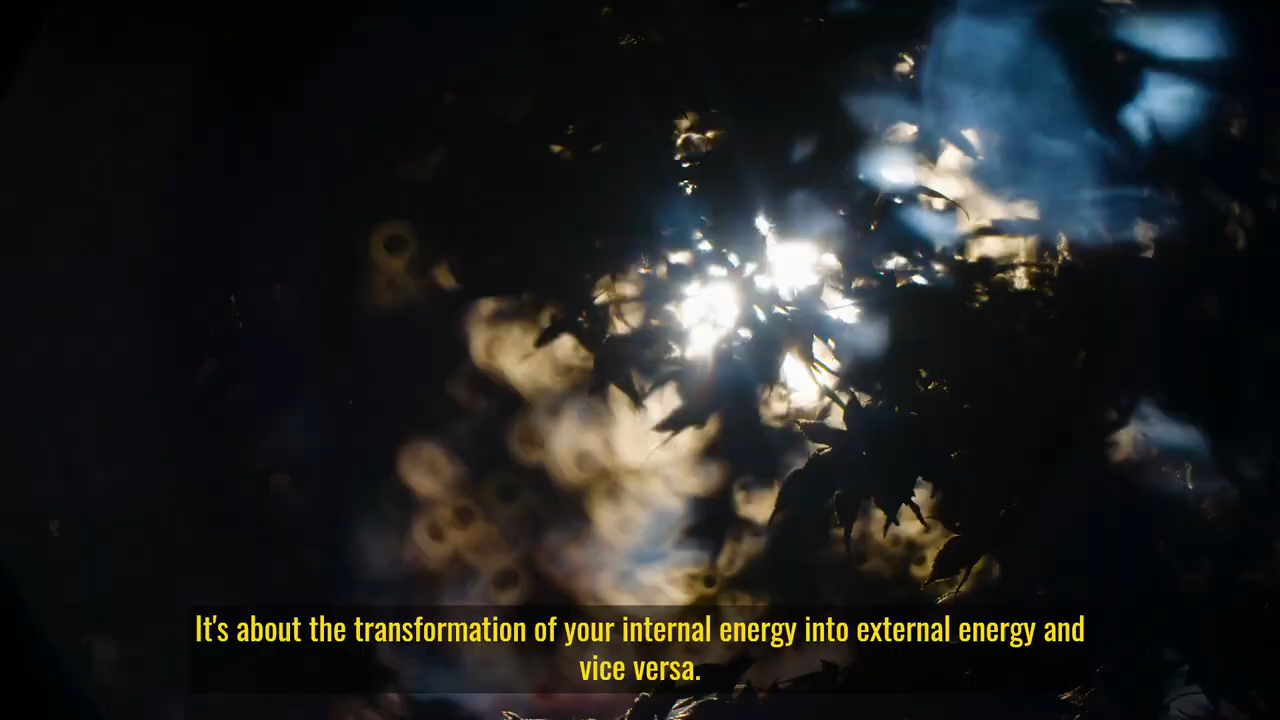 It's about the transformation of your internal energy into external energy and
vice versa.